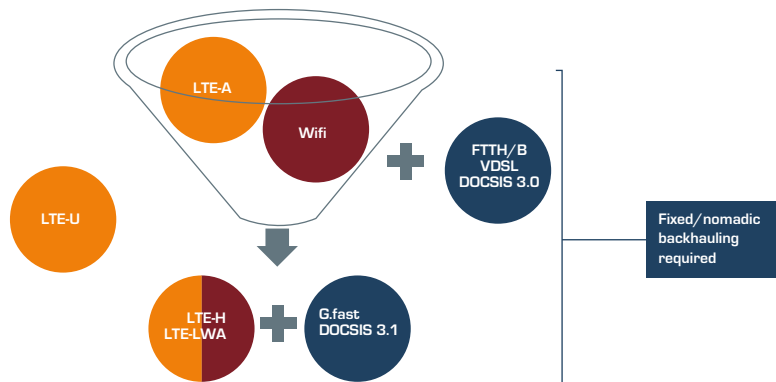 LTE-A
Wifi
FTTH/B
VDSL
DOCSIS 3.0
LTE-U
Fixed/nomadic
backhauling
required
LTE-H
LTE-LWA
G.fast
DOCSIS 3.1